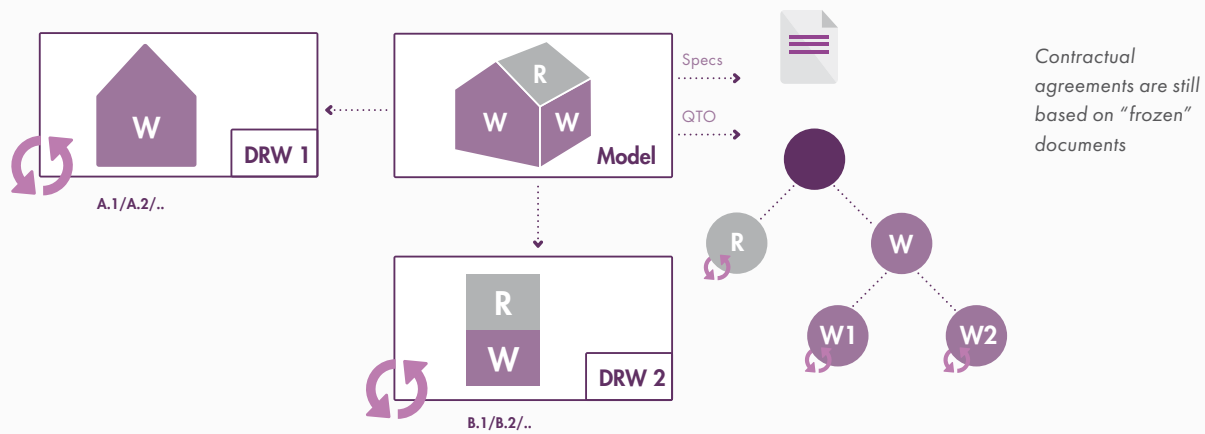 W
DRW 1
A.1/A.2/..
R
W
W
Model
Specs
QTO
Contractual
agreements are still
based on “frozen”
documents
R
W
W1
W2
R
W
DRW 2
B.1/B.2/..